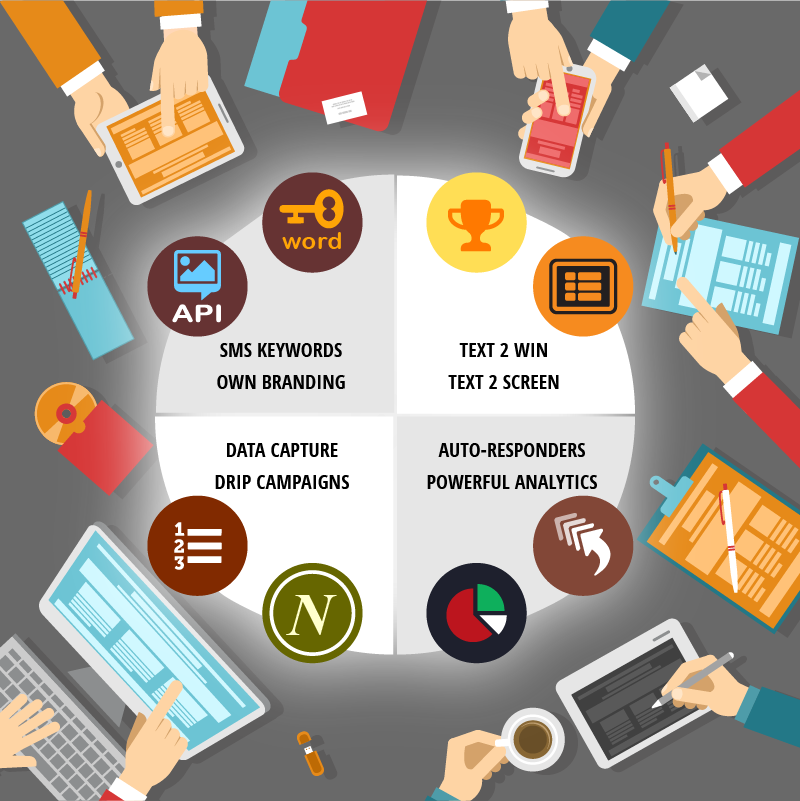 word
API
SMS KEYWORDS
OWN BRANDING
TEXT 2 WIN
TEXT 2 SCREEN
DATA CAPTURE
DRIP CAMPAIGNS
AUTO-RESPONDERS
POWERFUL ANALYTICS
1
2
3
N